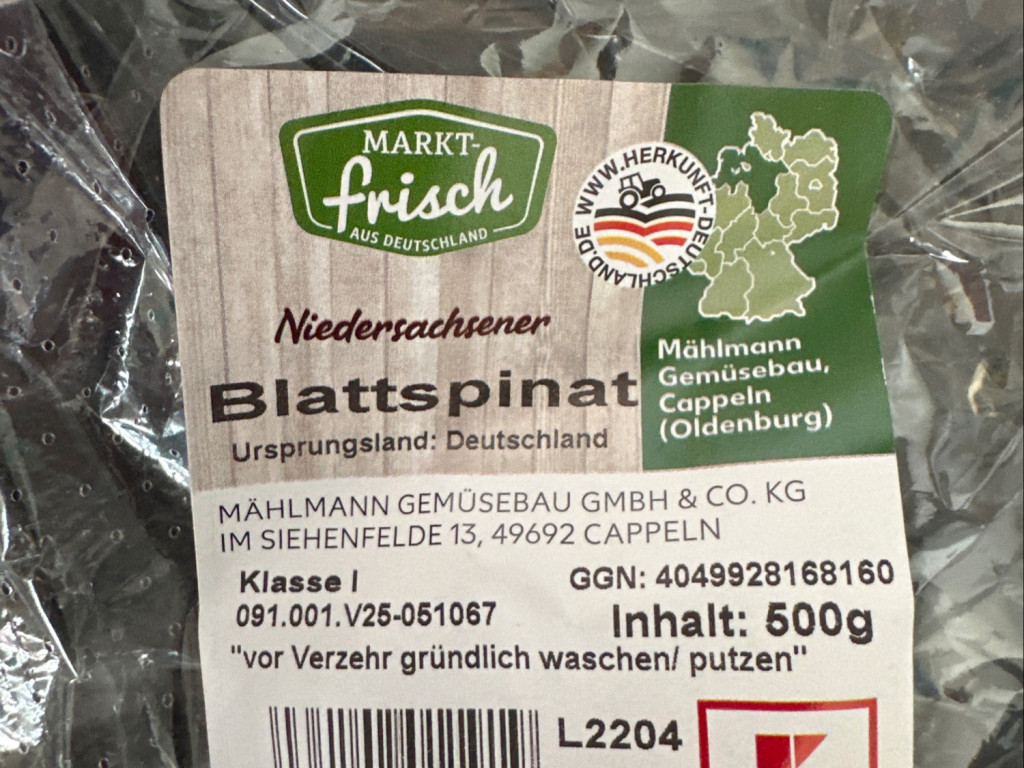 MARKT-
frisch
AUS DEUTSCHLAND
WWW.HERKUNFT-DEUTSCHLAND.DE
Niedersachsener
Blattspinat
Ursprungsland: Deutschland
Mählmann
Gemüsebau,
Cappeln
(Oldenburg)
MÄHLMANN GEMÜSEBAU GMBH & CO. KG
IM SIEHENFELDE 13, 49692 CAPPELN
Klasse I
GGN: 4049928168160
091.001.V25-051067
Inhalt: 500g
"vor Verzehr gründlich waschen/ putzen"
L2204